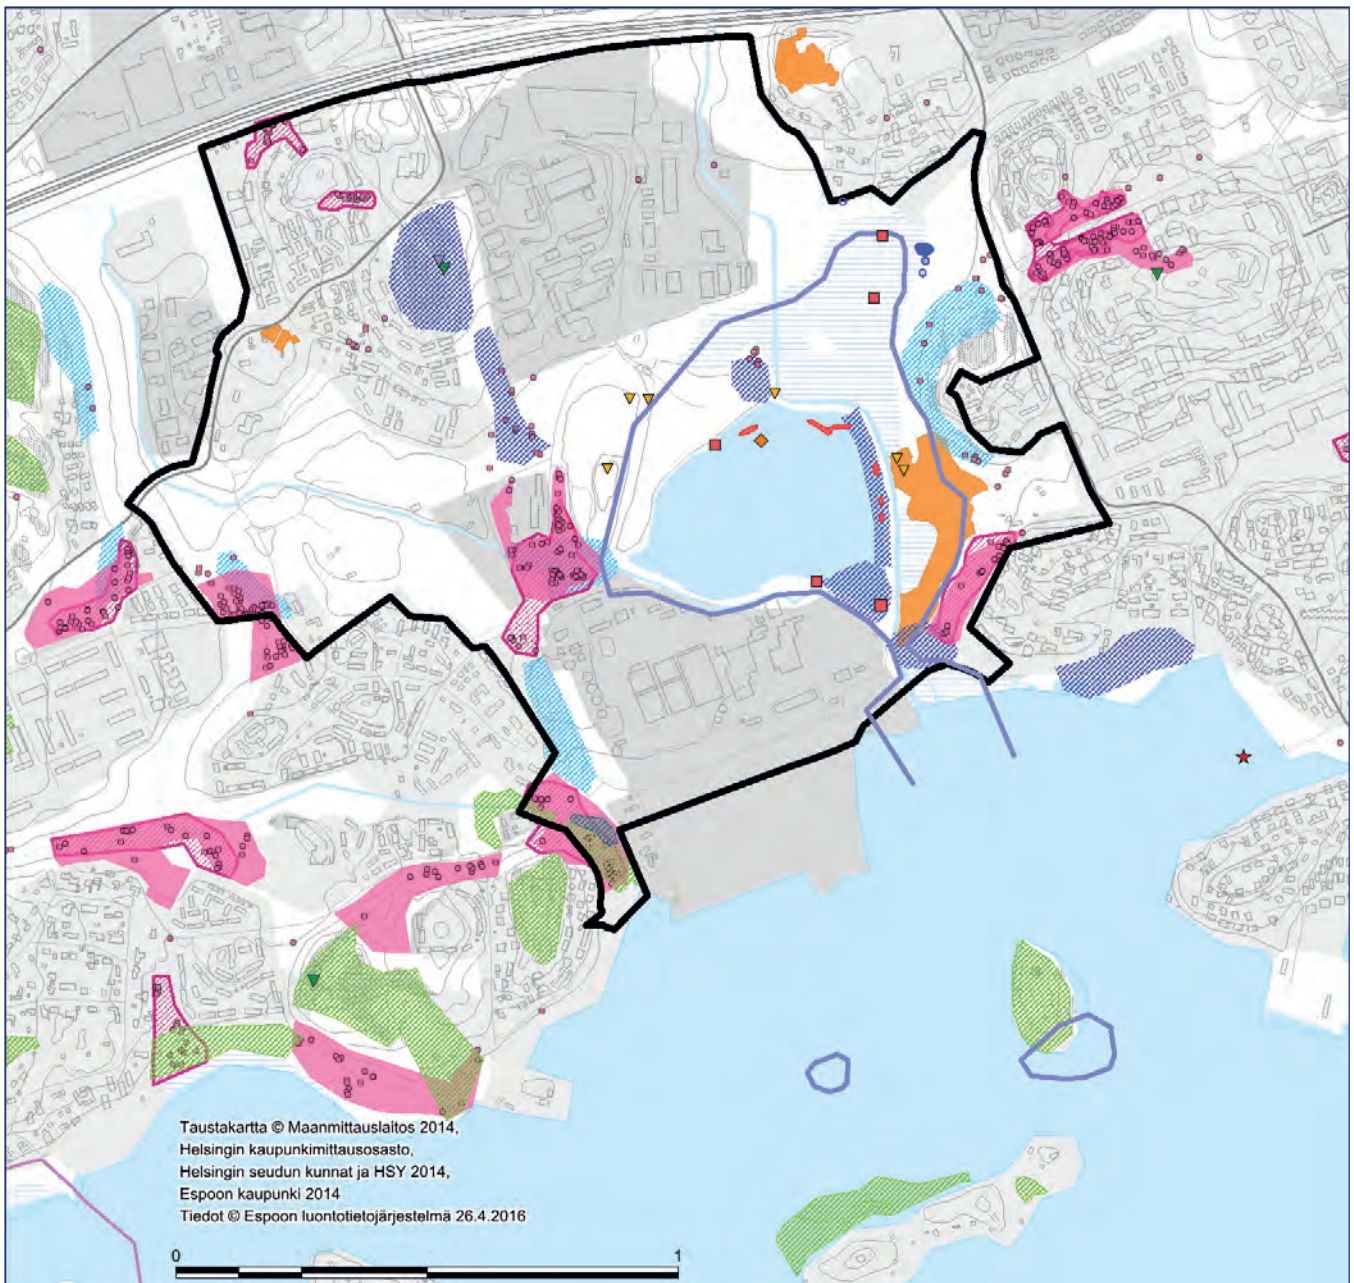 Taustakartta © Maanmittauslaitos 2014,
Helsingin kaupunkimittausosasto,
Helsingin seudun kunnat ja HSY 2014,
Espoon kaupunki 2014
Tiedot © Espoon luontotietojärjestelmä 26.4.2016
0 1